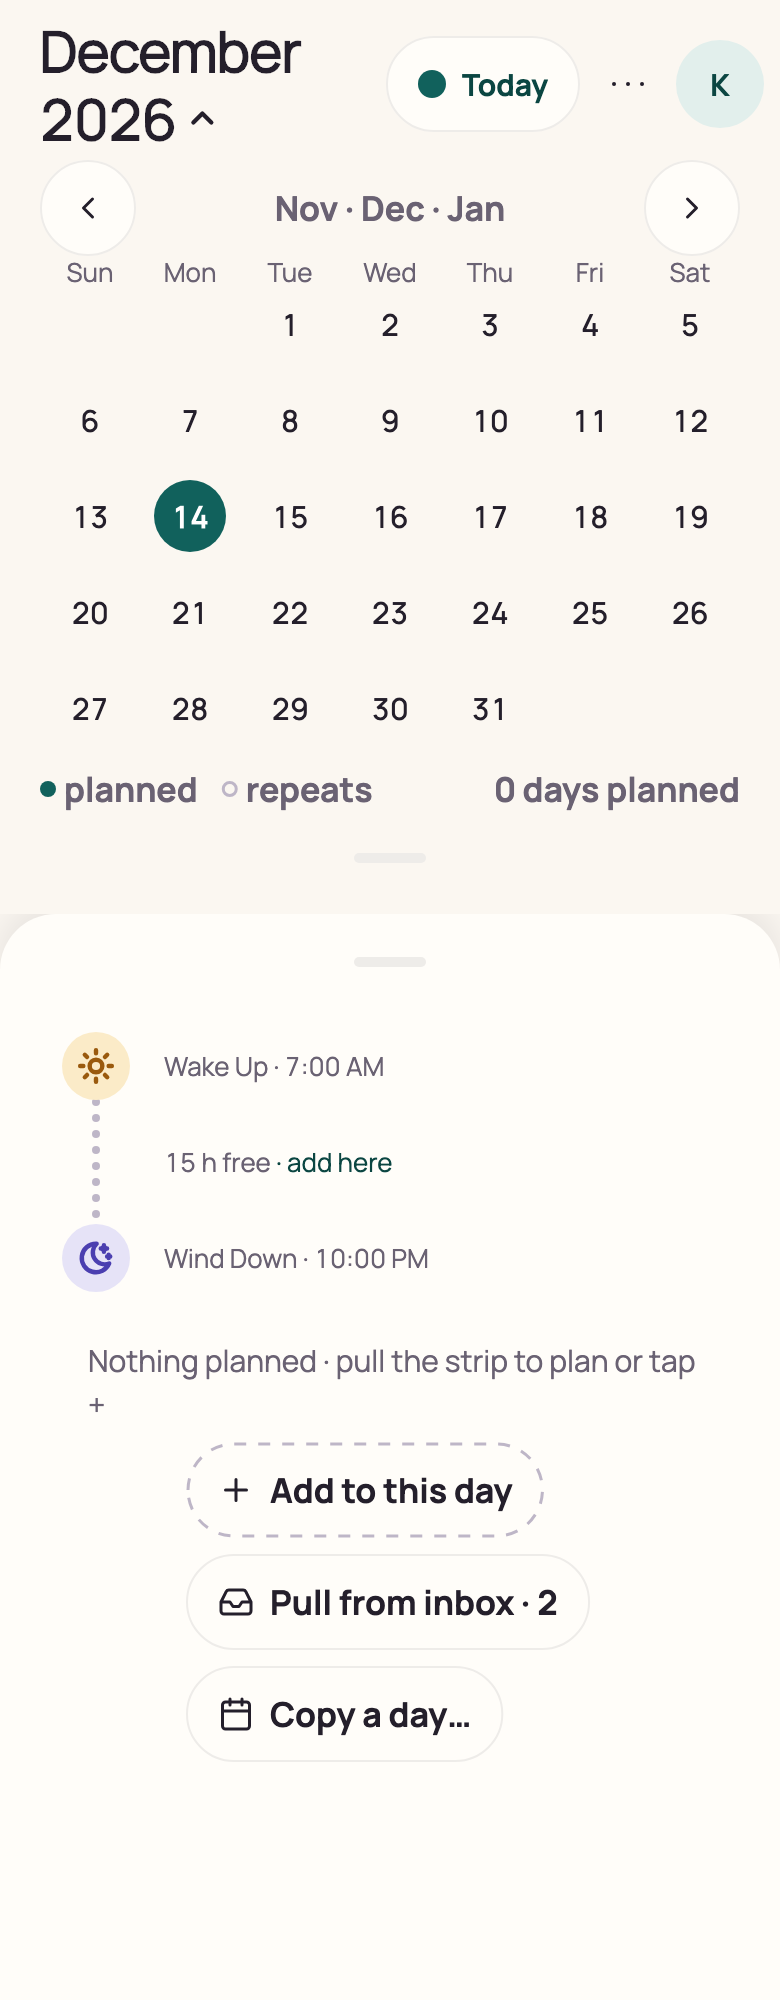 December
2026
Today
...
K
Nov · Dec · Jan
Sun Mon Tue Wed Thu Fri Sat
1 2 3 4 5
6 7 8 9 10 11 12
13 14 15 16 17 18 19
20 21 22 23 24 25 26
27 28 29 30 31
planned repeats 0 days planned
Wake Up · 7:00 AM
15 h free · add here
Wind Down · 10:00 PM
Nothing planned · pull the strip to plan or tap
+
+ Add to this day
Pull from inbox · 2
Copy a day…